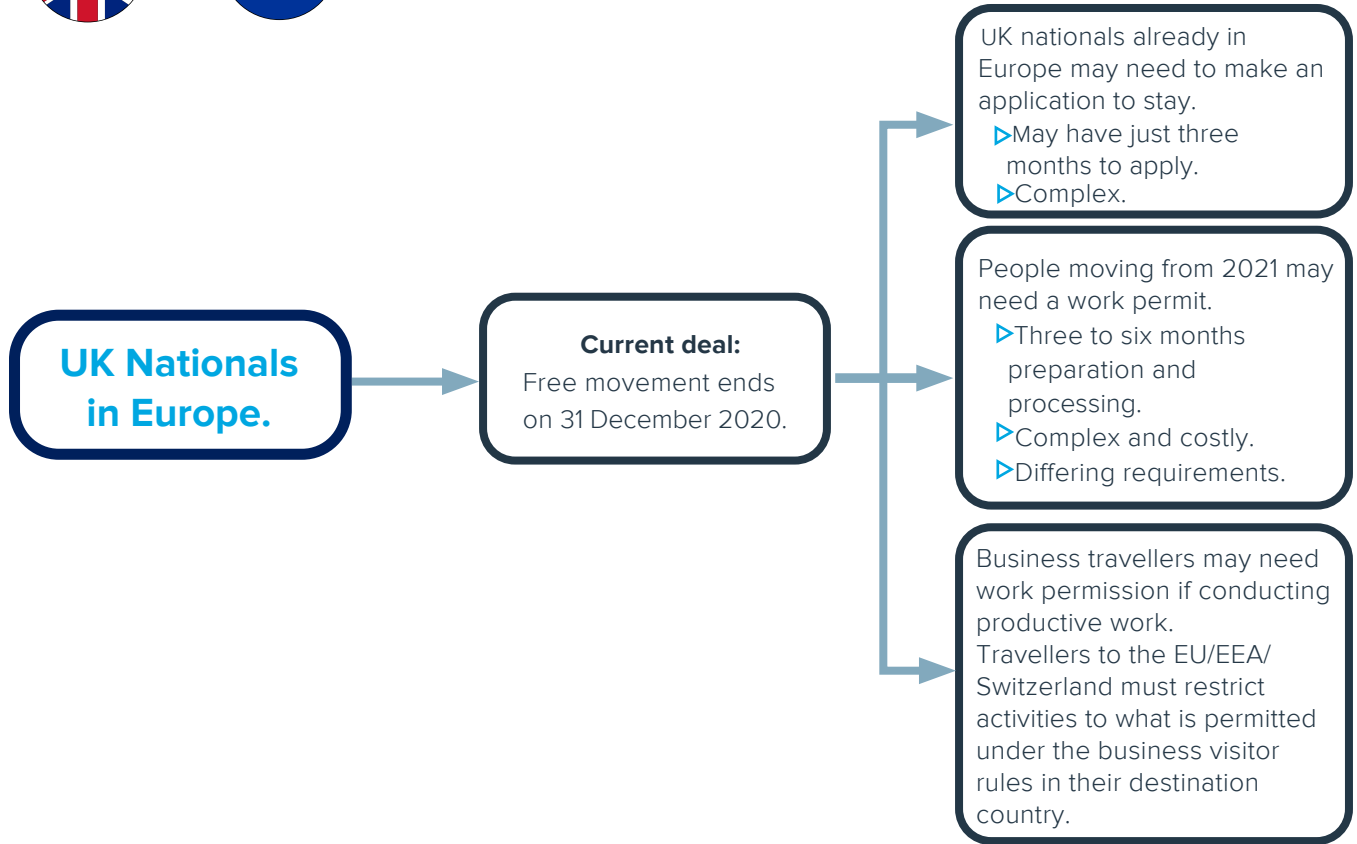 UK Nationals
in Europe.
Current deal:
Free movement ends
on 31 December 2020.
UK nationals already in
Europe may need to make an
application to stay.
May have just three
months to apply.
Complex.
People moving from 2021 may
need a work permit.
Three to six months
preparation and
processing.
Complex and costly.
Differing requirements.
Business travellers may need
work permission if conducting
productive work.
Travellers to the EU/EEA/
Switzerland must restrict
activities to what is permitted
under the business visitor
rules in their destination
country.